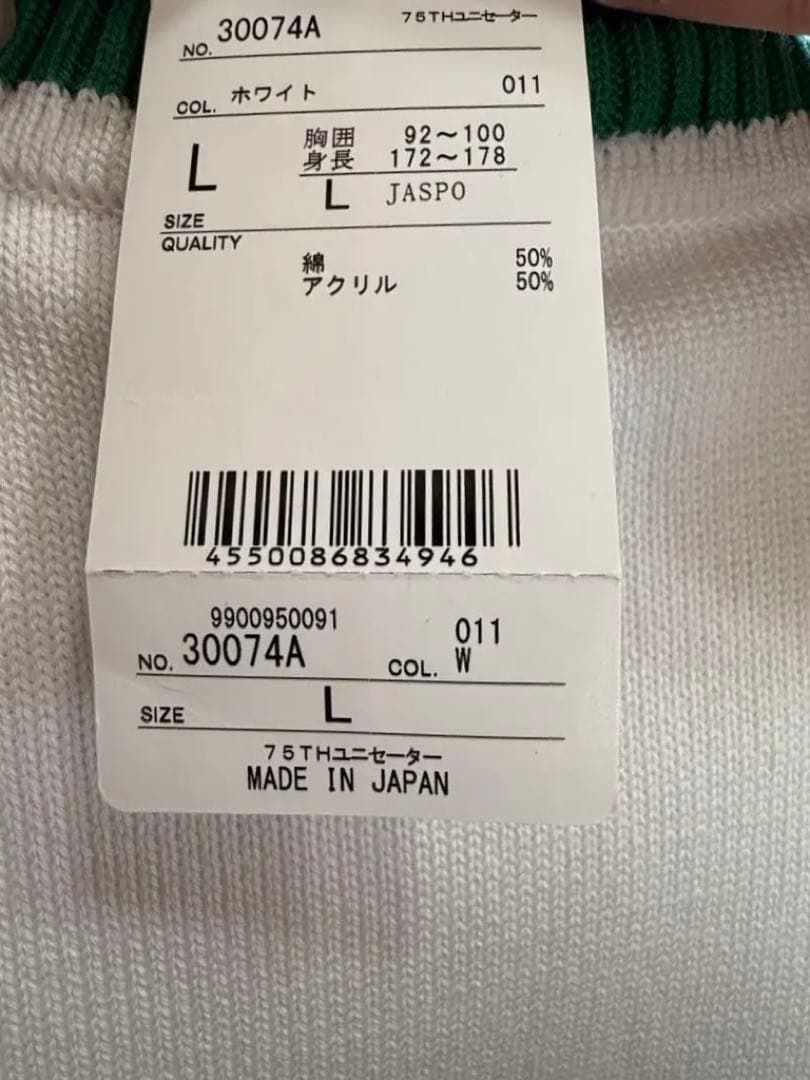 NO. 30074A 75THユニセーター
COL. ホワイト 011
L 胸囲 92～100
身長 172～178
L JASPO
SIZE
QUALITY
綿 50%
アクリル 50%
4550086834946
9900950091
NO. 30074A COL. 011
W
SIZE L
75THユニセーター
MADE IN JAPAN